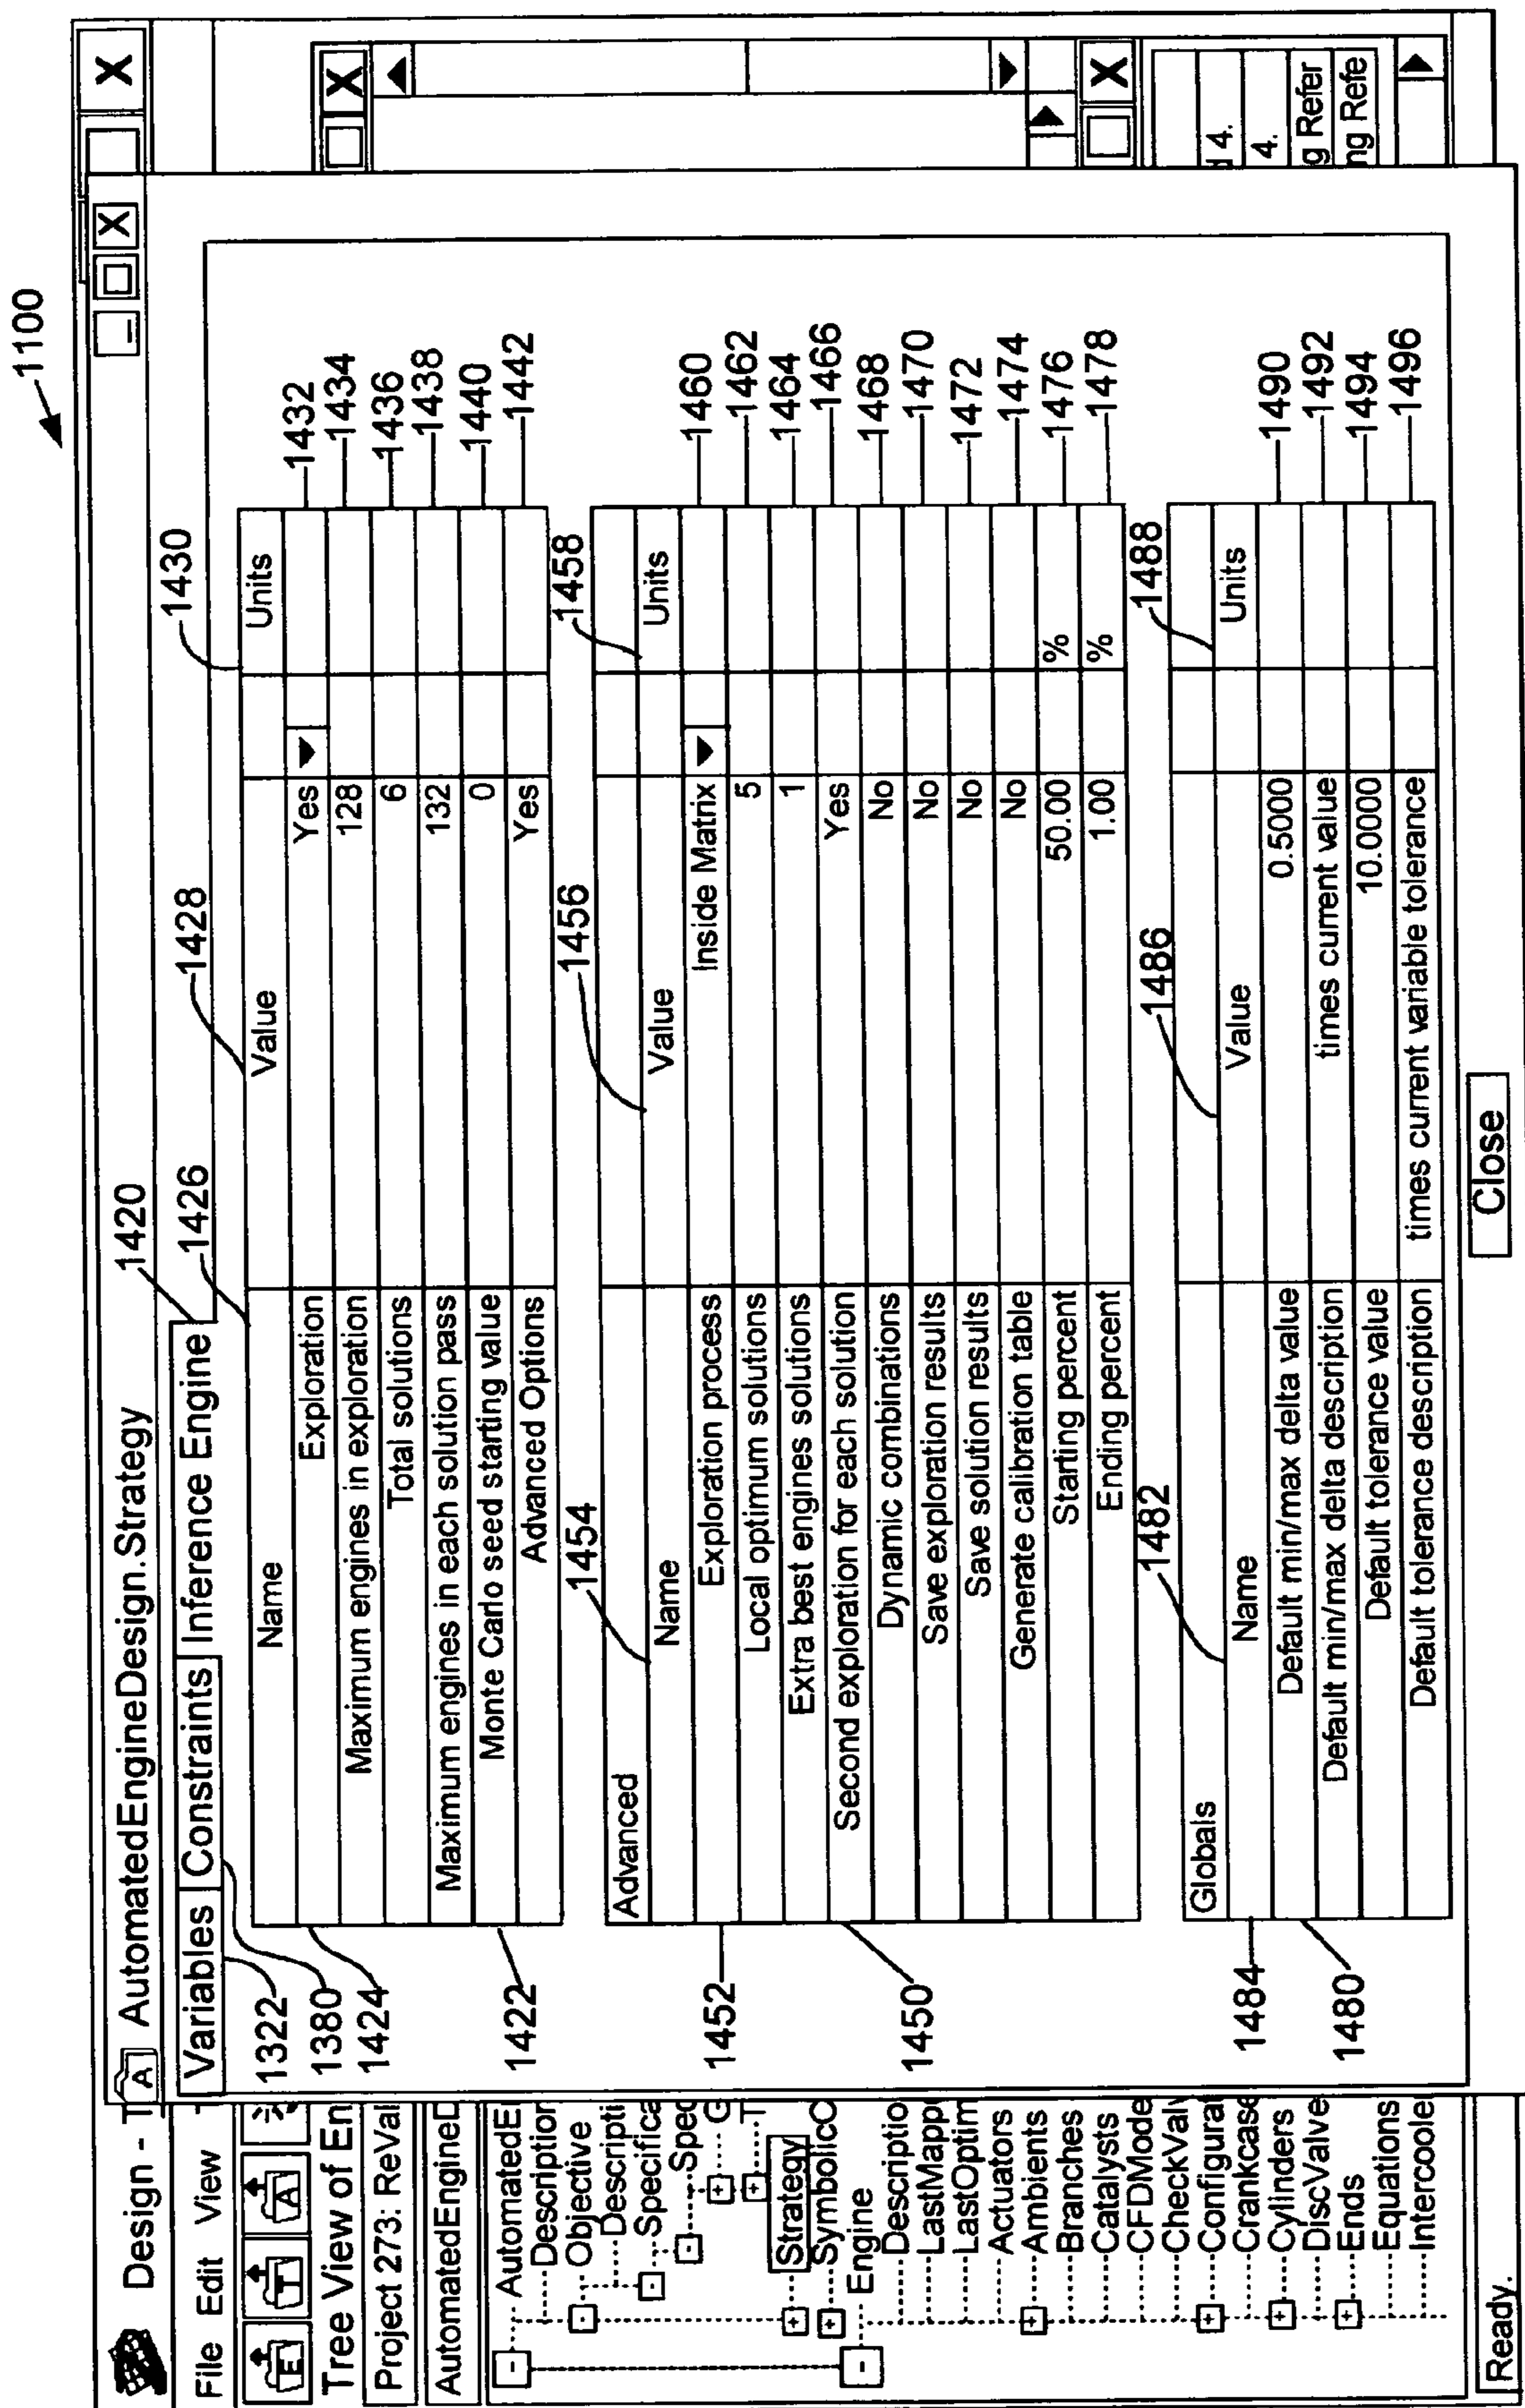 1100
Design - T
AutomatedEngineDesign.Strategy
File Edit View
Variables
Constraints
Inference Engine
1420
1322
1380
1424
1422
1426
1428
1430
Name Value Units
Exploration Yes 1432
Maximum engines in exploration 128 1434
Total solutions 6 1436
Maximum engines in each solution pass 132 1438
Monte Carlo seed starting value 0 1440
Advanced Options Yes 1442
1454
1456
1458
Advanced
Name Value Units
Exploration process Inside Matrix 1460
Local optimum solutions 5 1462
Extra best engines solutions 1 1464
Second exploration for each solution Yes 1466
Dynamic combinations No 1468
Save exploration results No 1470
Save solution results No 1472
Generate calibration table No 1474
Starting percent 50.00 % 1476
Ending percent 1.00 % 1478
1452
1450
1482
1486
1488
Globals
Name Value Units
Default min/max delta value 0.5000 1490
Default min/max delta description times current value 1492
Default tolerance value 10.0000 1494
Default tolerance description times current variable tolerance 1496
1484
1480
Close
E T A
A
Tree View of En
Project 273: ReVal
AutomatedEngineD
AutomatedEn
Description
Objective
Descripti
Specifica
Spec
G
T
Strategy
SymbolicC
Engine
Descriptio
LastMapp
LastOptim
Actuators
Ambients
Branches
Catalysts
CFDMode
CheckValv
Configurat
Crankcase
Cylinders
DiscValve
Ends
Equations
Intercooler
Ready.
d 4.
4.
g Refer
ng Refe